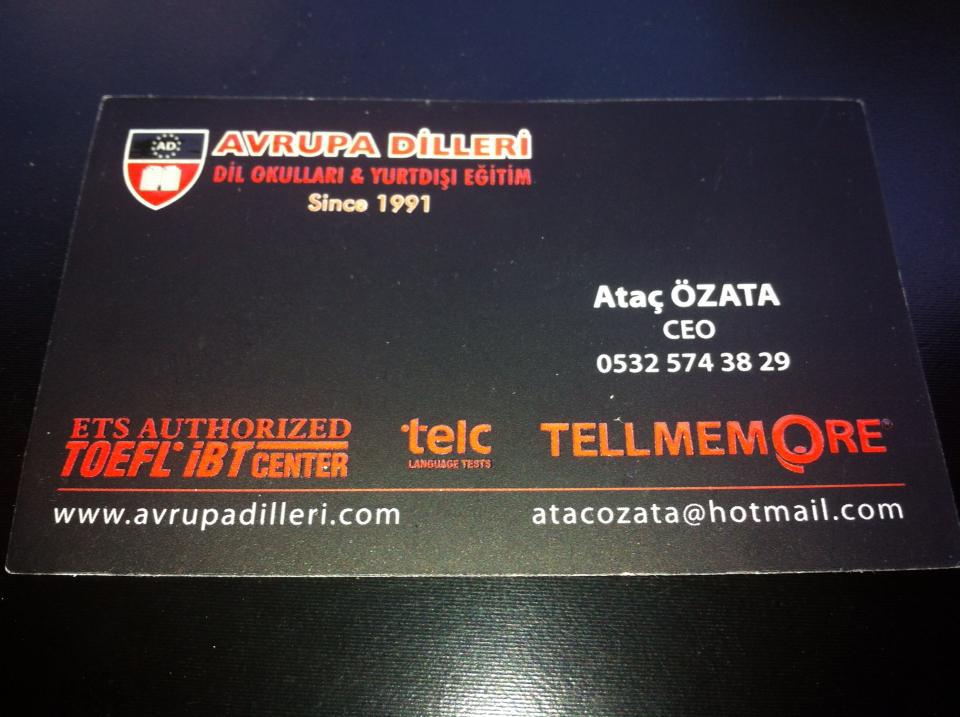 AD
AVRUPA DİLLERİ
DİL OKULLARI & YURTDIŞI EĞİTİM
Since 1991
Ataç ÖZATA
CEO
0532 574 38 29
ETS AUTHORIZED
TOEFL® iBT CENTER
telc
LANGUAGE TESTS
TELLMEMORE®
www.avrupadilleri.com
atacozata@hotmail.com